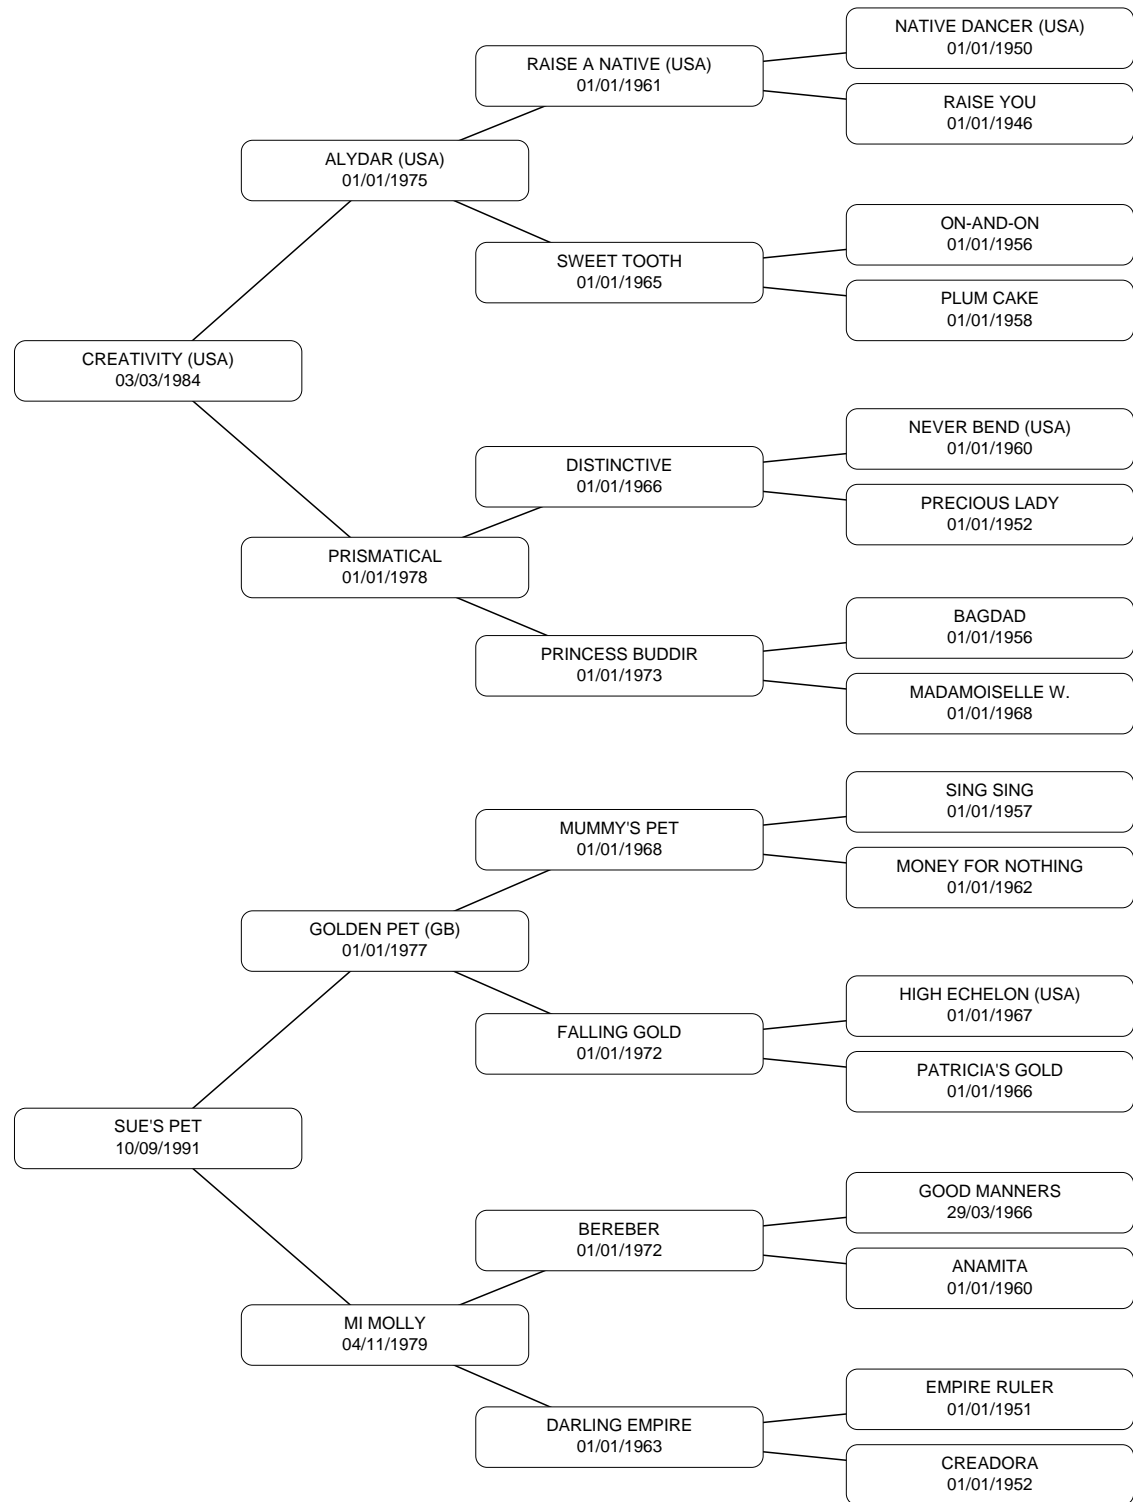 NATIVE DANCER (USA)
01/01/1950
RAISE A NATIVE (USA)
01/01/1961
RAISE YOU
01/01/1946
ALYDAR (USA)
01/01/1975
ON-AND-ON
01/01/1956
SWEET TOOTH
01/01/1965
PLUM CAKE
01/01/1958
CREATIVITY (USA)
03/03/1984
NEVER BEND (USA)
01/01/1960
DISTINCTIVE
01/01/1966
PRECIOUS LADY
01/01/1952
PRISMATICAL
01/01/1978
BAGDAD
01/01/1956
PRINCESS BUDDIR
01/01/1973
MADAMOISELLE W.
01/01/1968
SING SING
01/01/1957
MUMMY'S PET
01/01/1968
MONEY FOR NOTHING
01/01/1962
GOLDEN PET (GB)
01/01/1977
HIGH ECHELON (USA)
01/01/1967
FALLING GOLD
01/01/1972
PATRICIA'S GOLD
01/01/1966
SUE'S PET
10/09/1991
GOOD MANNERS
29/03/1966
BEREBER
01/01/1972
ANAMITA
01/01/1960
MI MOLLY
04/11/1979
EMPIRE RULER
01/01/1951
DARLING EMPIRE
01/01/1963
CREADORA
01/01/1952